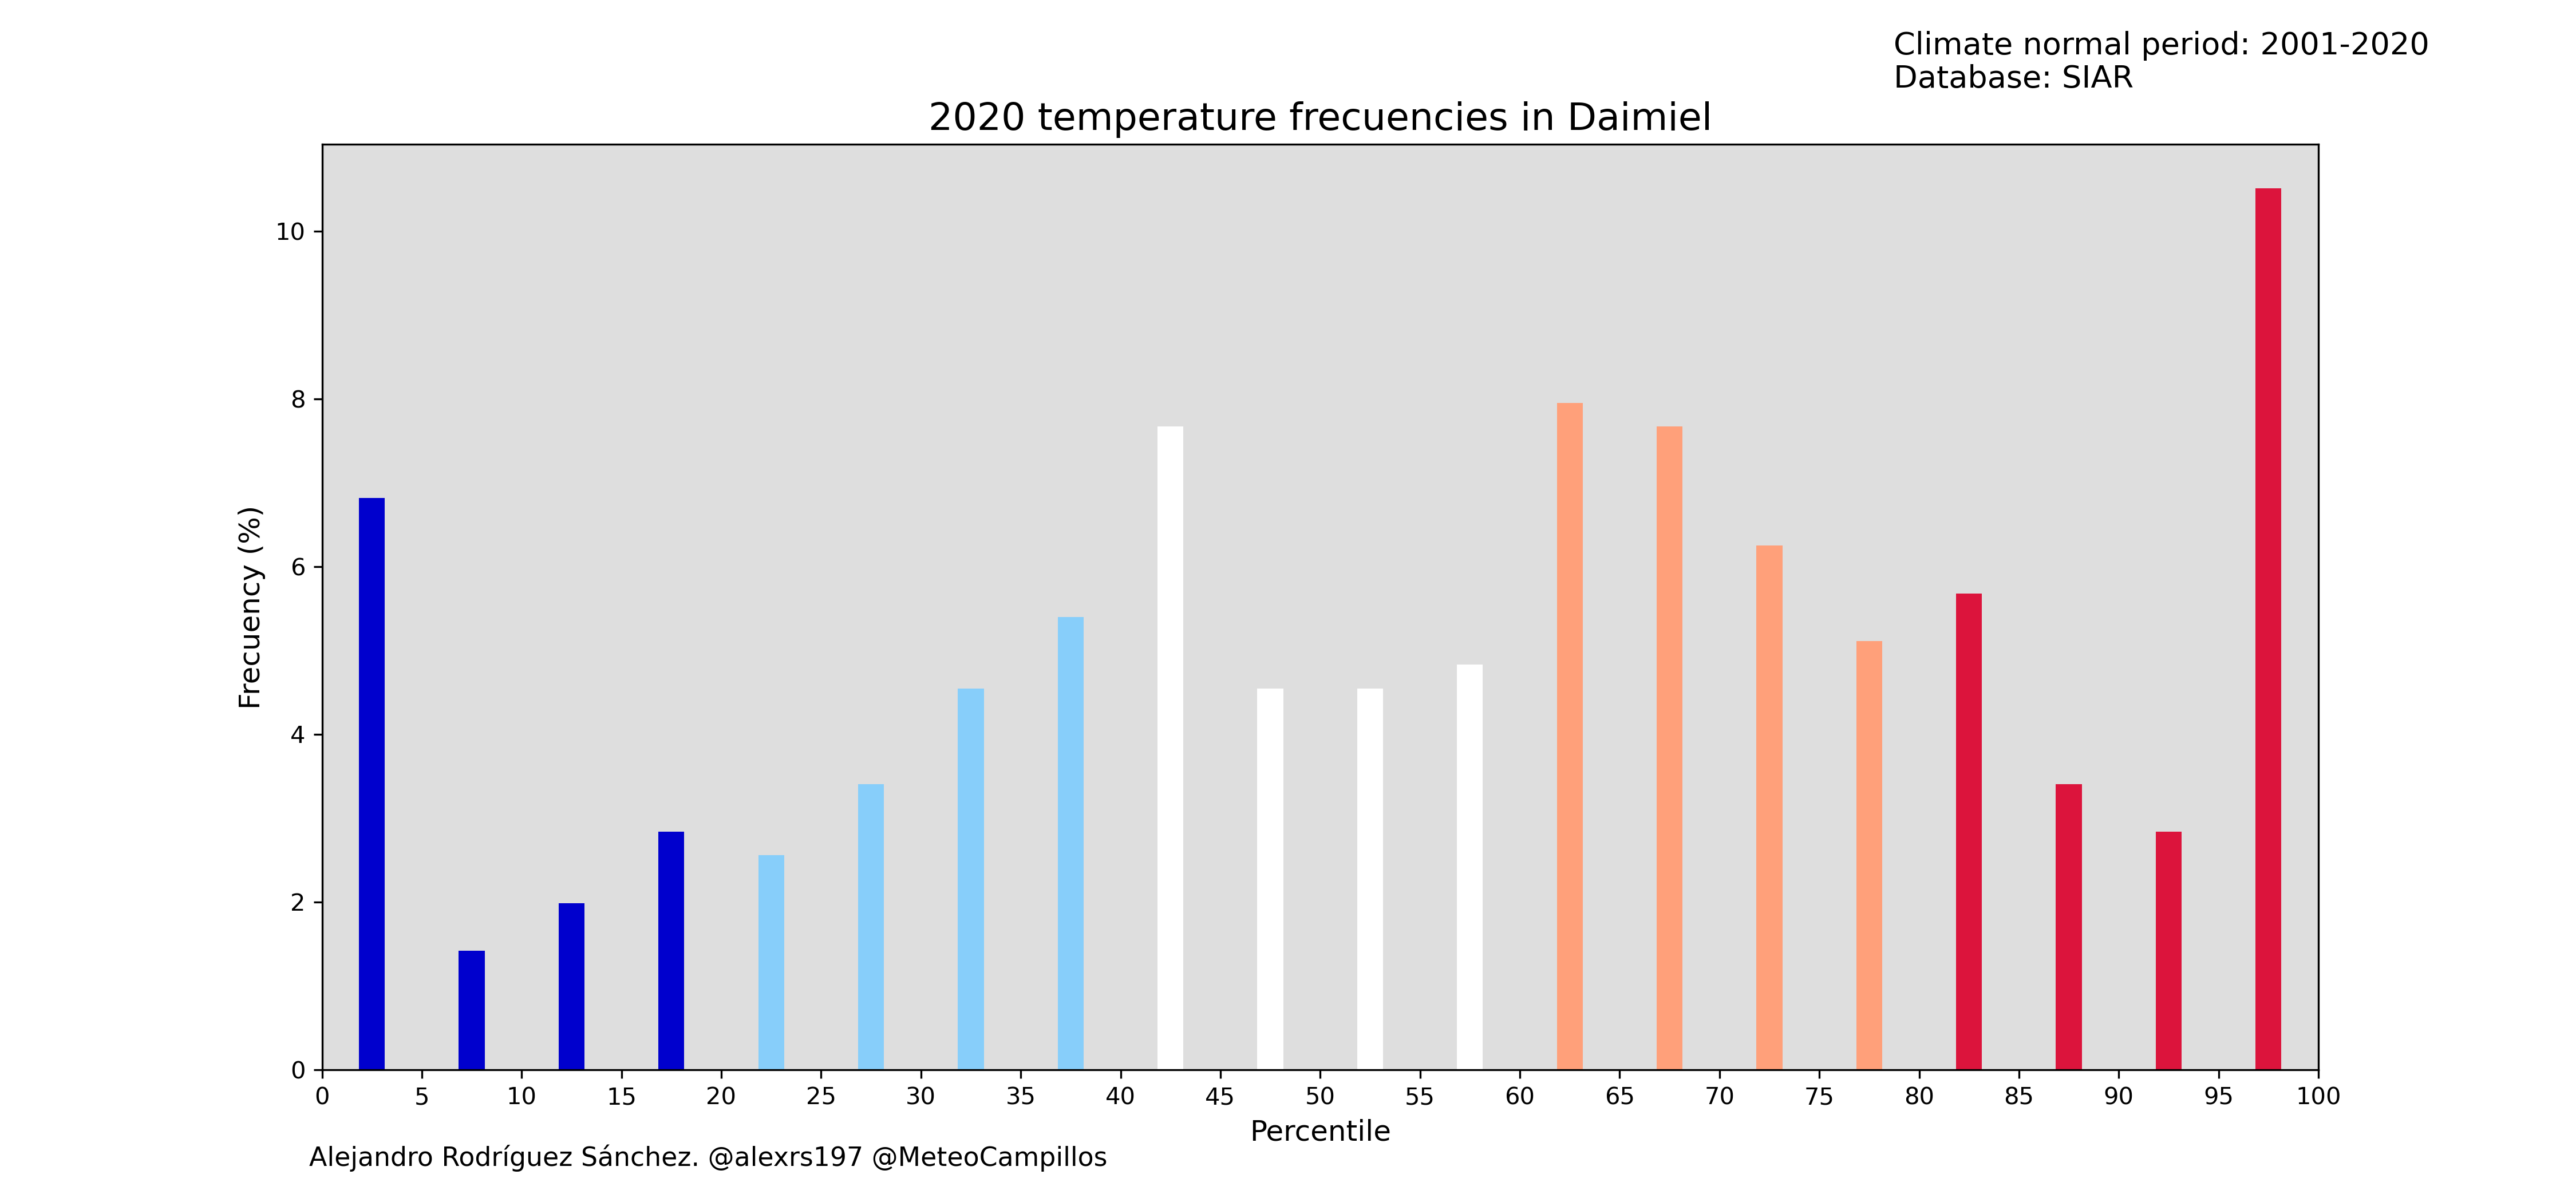 Climate normal period: 2001-2020
Database: SIAR
2020 temperature frecuencies in Daimiel
Frecuency (%)
10
8
6
4
2
0
0 5 10 15 20 25 30 35 40 45 50 55 60 65 70 75 80 85 90 95 100
Percentile
Alejandro Rodríguez Sánchez. @alexrs197 @MeteoCampillos